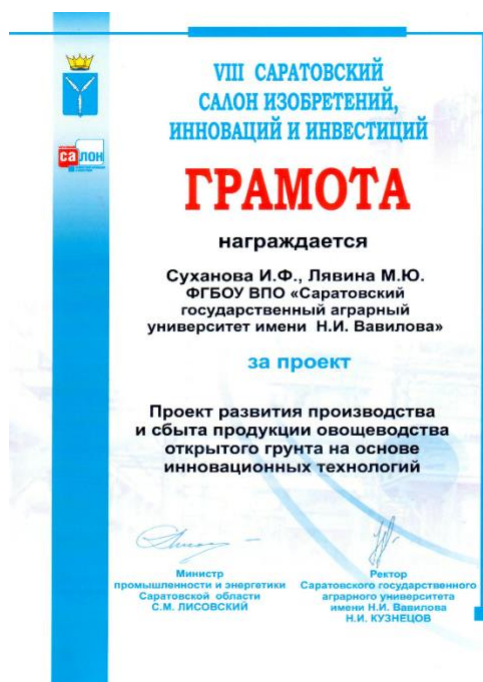 VIII САРАТОВСКИЙ
САЛОН ИЗОБРЕТЕНИЙ,
ИННОВАЦИЙ И ИНВЕСТИЦИЙ
салон
ГРАМОТА
награждается
Суханова И.Ф., Лявина М.Ю.
ФГБОУ ВПО «Саратовский
государственный аграрный
университет имени Н.И. Вавилова»
за проект
Проект развития производства
и сбыта продукции овощеводства
открытого грунта на основе
инновационных технологий
Министр
промышленности и энергетики
Саратовской области
С.М. ЛИСОВСКИЙ
Ректор
Саратовского государственного
аграрного университета
имени Н.И. Вавилова
Н.И. КУЗНЕЦОВ